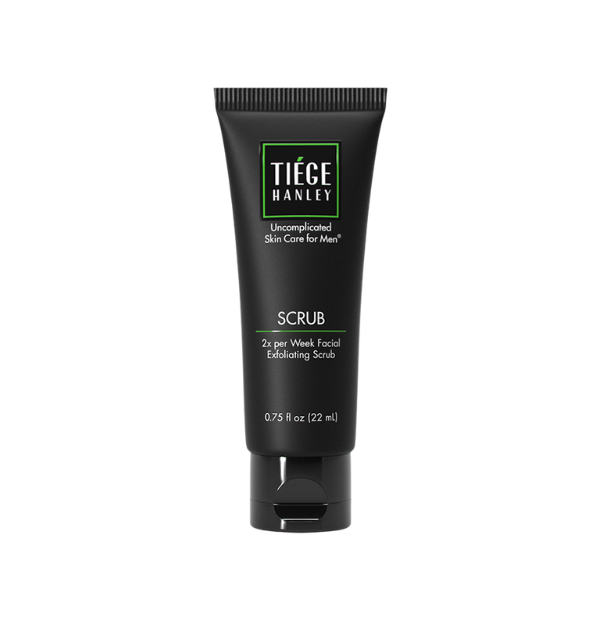 TIÉGE
HANLEY
Uncomplicated
Skin Care for Men®
SCRUB
2x per Week Facial
Exfoliating Scrub
0.75 fl oz (22 mL)